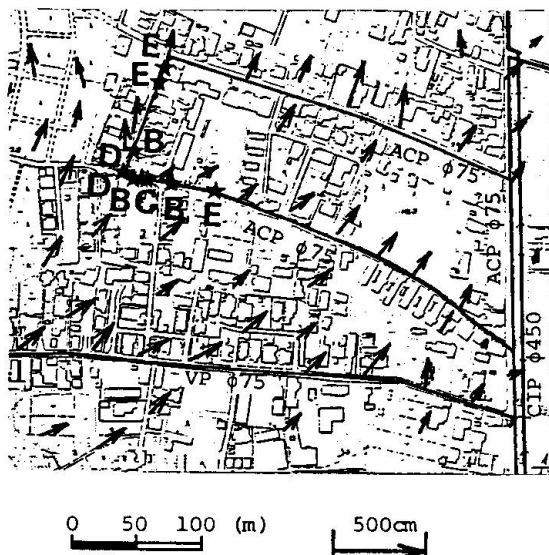 E
E
B
D
D B C B E
ACP φ75
ACP φ75
ACP φ75
VP φ75
CIP φ450
0 50 100 (m)
500cm